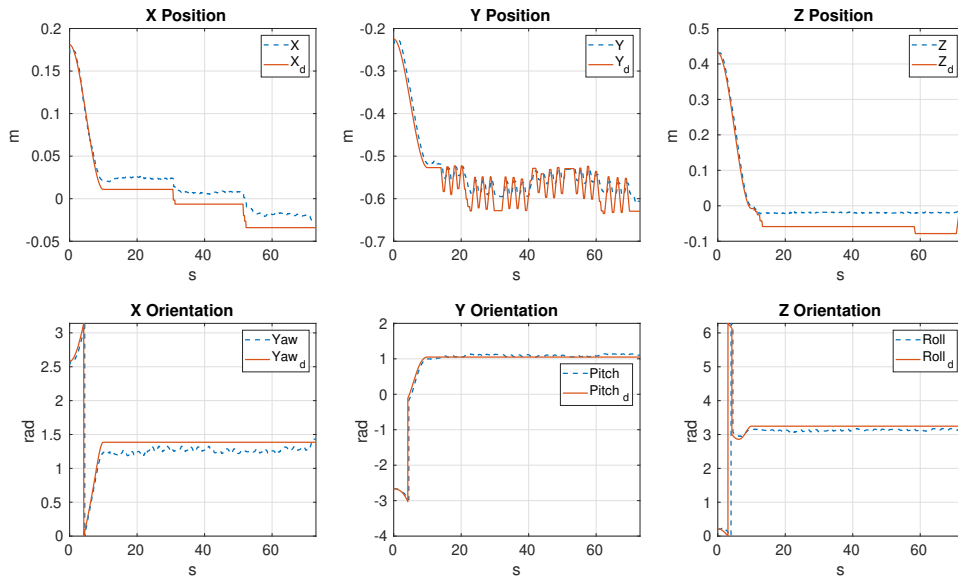 X Position
0.2
0.15
0.1
0.05
0
-0.05
m
0 20 40 60
s
X
X_d
Y Position
-0.2
-0.3
-0.4
-0.5
-0.6
-0.7
m
0 20 40 60
s
Y
Y_d
Z Position
0.5
0.4
0.3
0.2
0.1
0
-0.1
m
0 20 40 60
s
Z
Z_d
X Orientation
3
2.5
2
1.5
1
0.5
0
rad
0 20 40 60
s
Yaw
Yaw_d
Y Orientation
2
1
0
-1
-2
-3
-4
rad
0 20 40 60
s
Pitch
Pitch_d
Z Orientation
6
5
4
3
2
1
0
rad
0 20 40 60
s
Roll
Roll_d